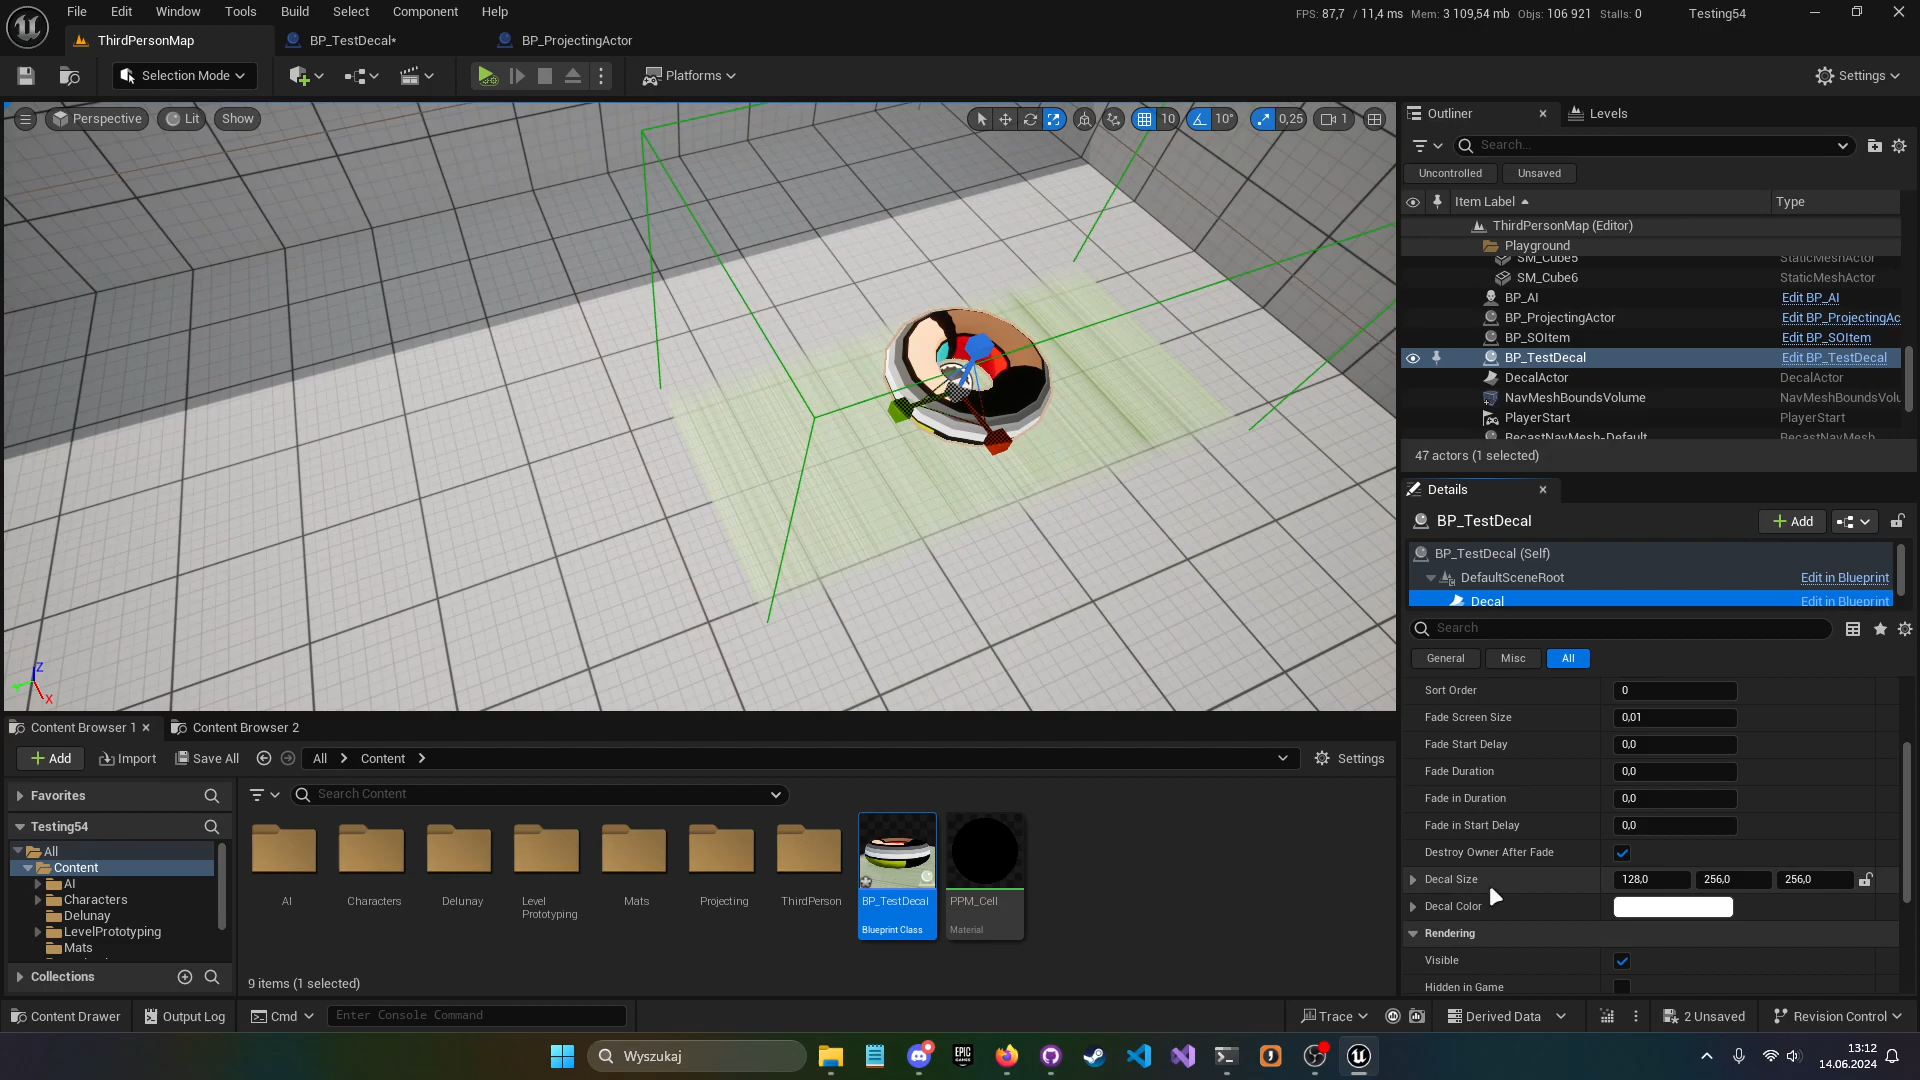 File Edit Window Tools Build Select Component Help
FPS: 87,7 / 11,4 ms Mem: 3 109,54 mb Objs: 106 921 Stalls: 0 Testing54
ThirdPersonMap BP_TestDecal* BP_ProjectingActor
Selection Mode Platforms Settings
Perspective Lit Show 10 10° 0,25 1
Z
X
Outliner Levels
Search...
Uncontrolled Unsaved
Item Label Type
ThirdPersonMap (Editor)
Playground
SM_Cube5 StaticMeshActor
SM_Cube6 StaticMeshActor
BP_AI Edit BP_AI
BP_ProjectingActor Edit BP_ProjectingAc
BP_SOItem Edit BP_SOItem
BP_TestDecal Edit BP_TestDecal
DecalActor DecalActor
NavMeshBoundsVolume NavMeshBoundsVolu
PlayerStart PlayerStart
RecastNavMesh-Default RecastNavMesh
47 actors (1 selected)
Details
BP_TestDecal Add
BP_TestDecal (Self)
DefaultSceneRoot Edit in Blueprint
Decal Edit in Blueprint
Search
General Misc All
Sort Order 0
Fade Screen Size 0,01
Fade Start Delay 0,0
Fade Duration 0,0
Fade in Duration 0,0
Fade in Start Delay 0,0
Destroy Owner After Fade
Decal Size 128,0 256,0 256,0
Decal Color
Rendering
Visible
Hidden in Game
Content Browser 1 Content Browser 2
Add Import Save All All Content Settings
Favorites
Search Content
Testing54
All
Content
AI
Characters
Delunay
LevelPrototyping
Mats
Collections
AI
Characters
Delunay
Level
Prototyping
Mats
Projecting
ThirdPerson
BP_TestDecal
Blueprint Class
PPM_Cell
Material
9 items (1 selected)
Content Drawer Output Log Cmd Enter Console Command Trace Derived Data 2 Unsaved Revision Control
Wyszukaj
EPIC
GAMES
13:12
14.06.2024